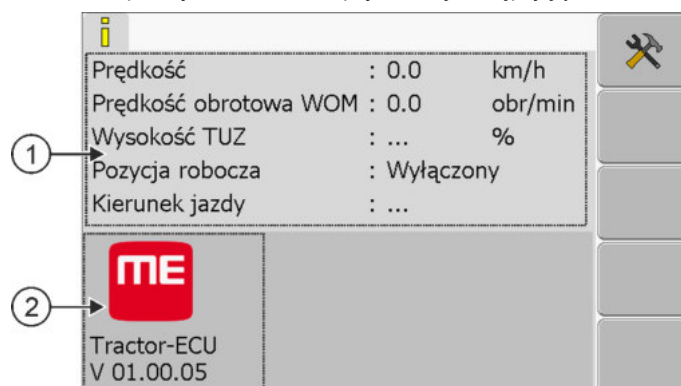 i
Prędkość : 0.0 km/h
Prędkość obrotowa WOM : 0.0 obr/min
Wysokość TUZ : ... %
Pozycja robocza : Wyłączony
Kierunek jazdy : ...
1
ME
2
Tractor-ECU
V 01.00.05